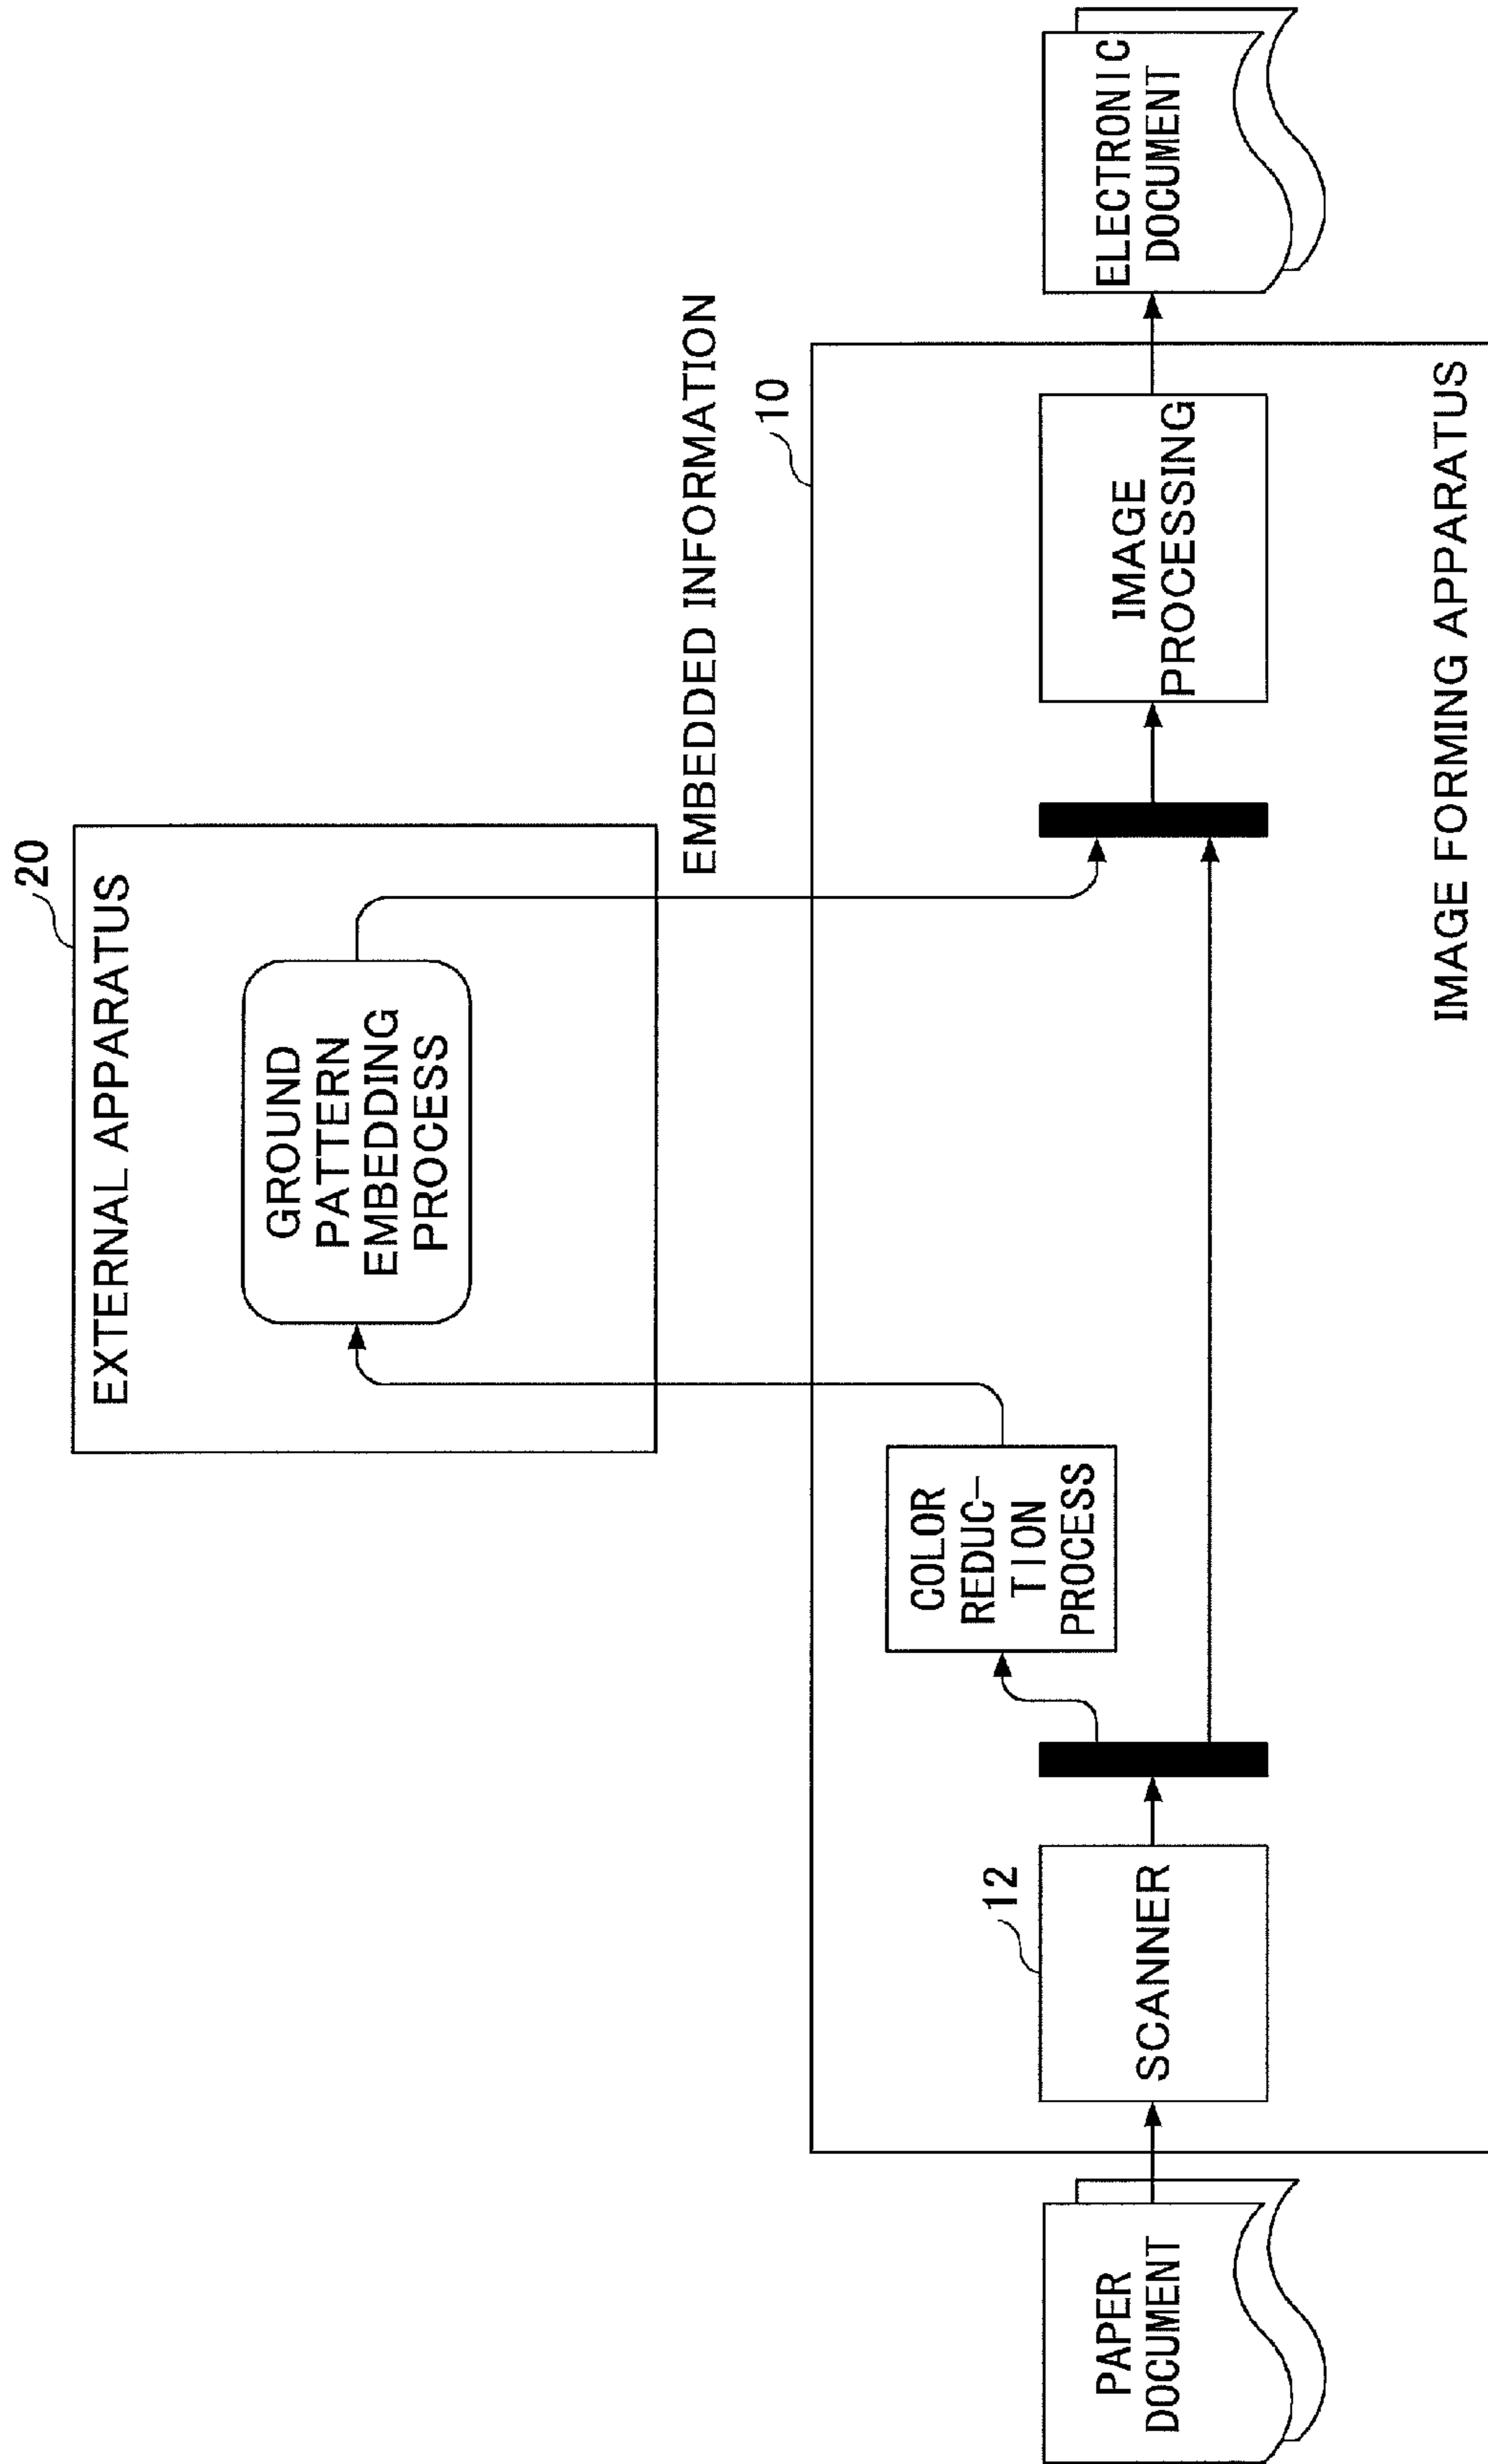 20
EXTERNAL APPARATUS
GROUND
PATTERN
EMBEDDING
PROCESS
EMBEDDED INFORMATION
10
COLOR
REDUC-
TION
PROCESS
12
PAPER
DOCUMENT
SCANNER
IMAGE
PROCESSING
ELECTRONIC
DOCUMENT
IMAGE FORMING APPARATUS